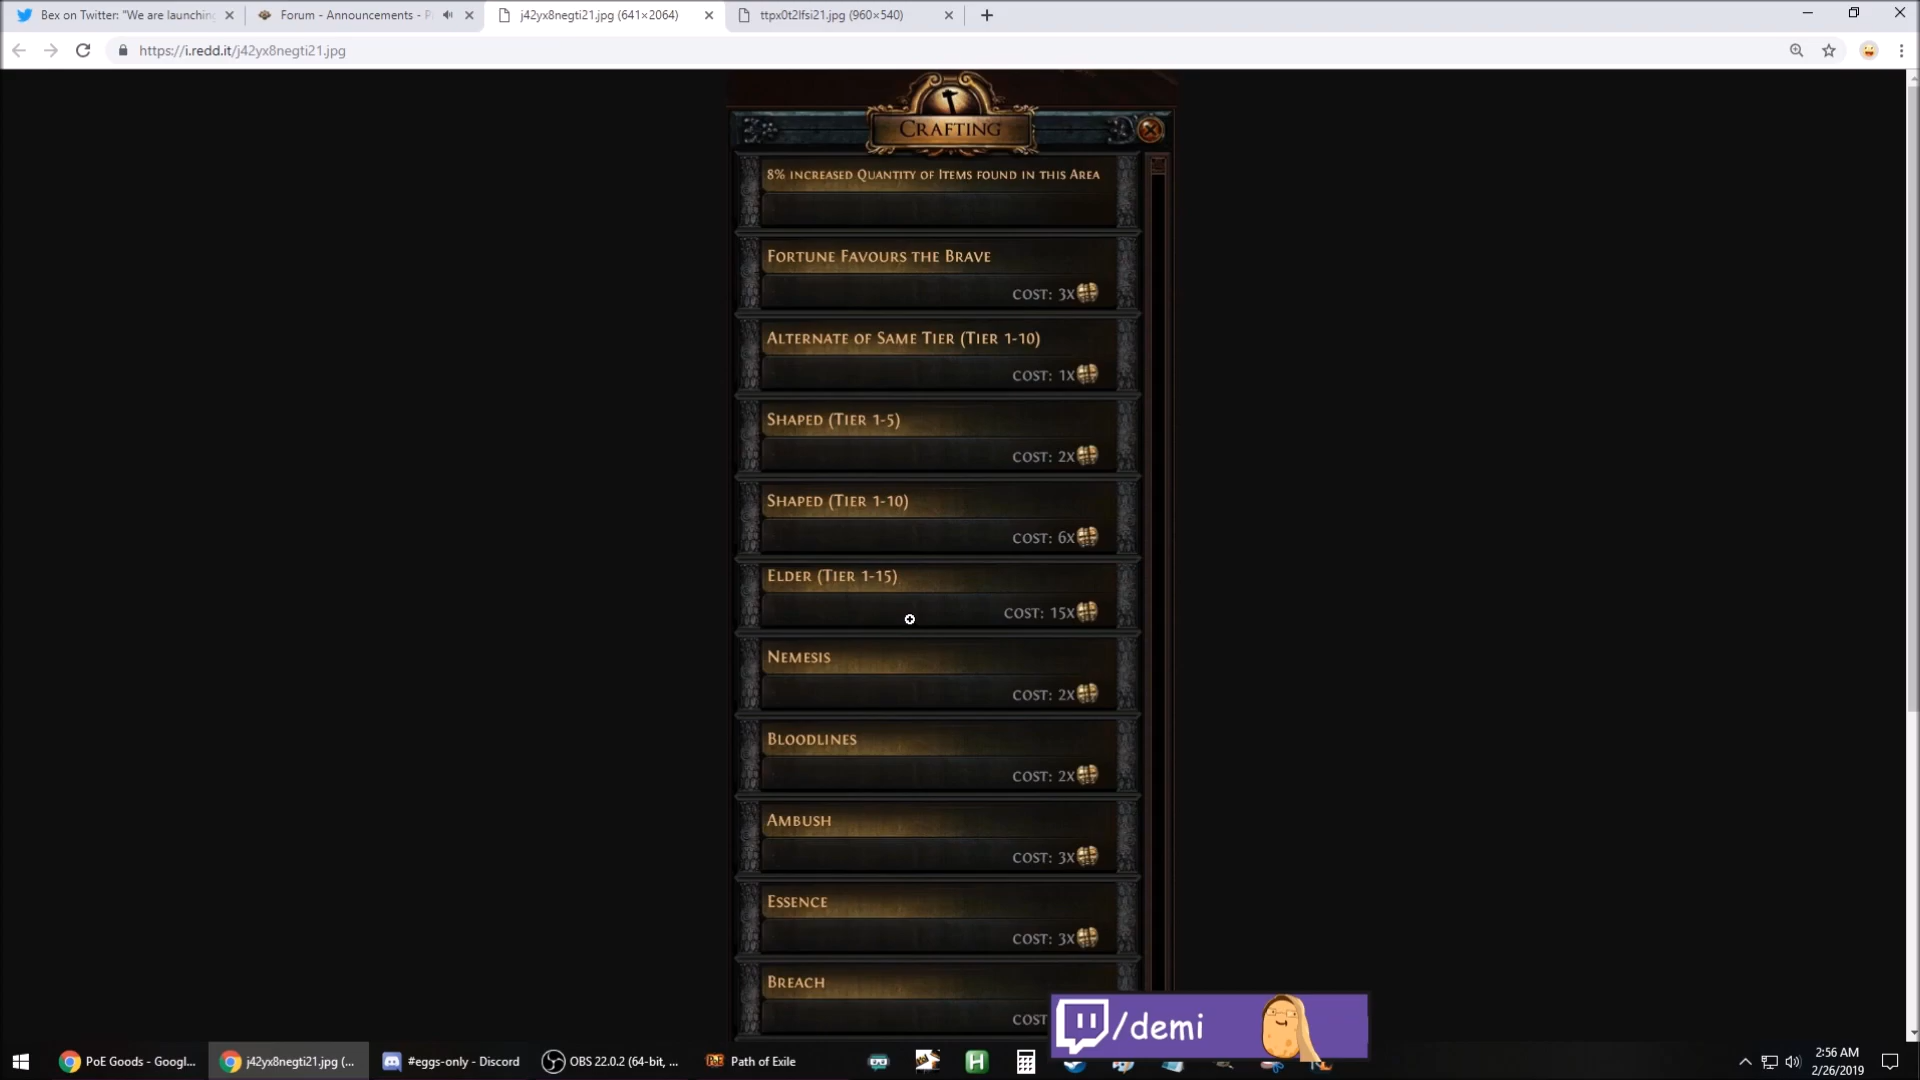 Bex on Twitter: "We are launching
Forum - Announcements - P
j42yx8negti21.jpg (641×2064)
ttpx0t2lfsi21.jpg (960×540)
https://i.redd.it/j42yx8negti21.jpg
Crafting
8% increased Quantity of Items found in this Area
Fortune Favours the Brave
Cost: 3x
Alternate of Same Tier (Tier 1-10)
Cost: 1x
Shaped (Tier 1-5)
Cost: 2x
Shaped (Tier 1-10)
Cost: 6x
Elder (Tier 1-15)
Cost: 15x
Nemesis
Cost: 2x
Bloodlines
Cost: 2x
Ambush
Cost: 3x
Essence
Cost: 3x
Breach
Cost
/demi
PoE Goods - Googl...
j42yx8negti21.jpg (...
#eggs-only - Discord
OBS 22.0.2 (64-bit, ...
Path of Exile
2:56 AM
2/26/2019